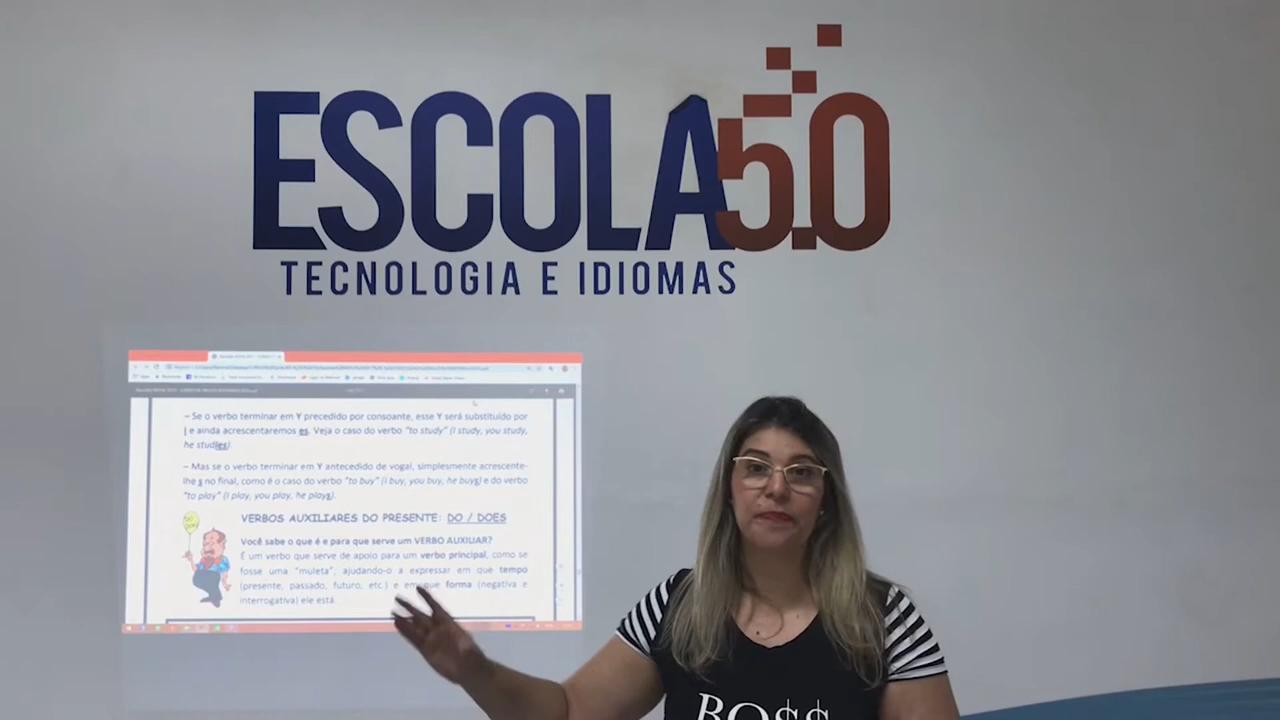 ESCOLA 5.0
TECNOLOGIA E IDIOMAS
– Se o verbo terminar em Y precedido por consoante, esse Y será substituído por
I e ainda acrescentaremos es. Veja o caso do verbo "to study" (I study, you study,
he studies).
– Mas se o verbo terminar em Y antecedido de vogal, simplesmente acrescente-
lhe s no final, como é o caso do verbo "to buy" (I buy, you buy, he buys) e do verbo
"to play" (I play, you play, he plays).
VERBOS AUXILIARES DO PRESENTE: DO / DOES
Você sabe o que é e para que serve um VERBO AUXILIAR?
É um verbo que serve de apoio para um verbo principal, como se
fosse uma "muleta", ajudando-o a expressar em que tempo
(presente, passado, futuro, etc.) e em que forma (negativa e
interrogativa) ele está.
BO$$